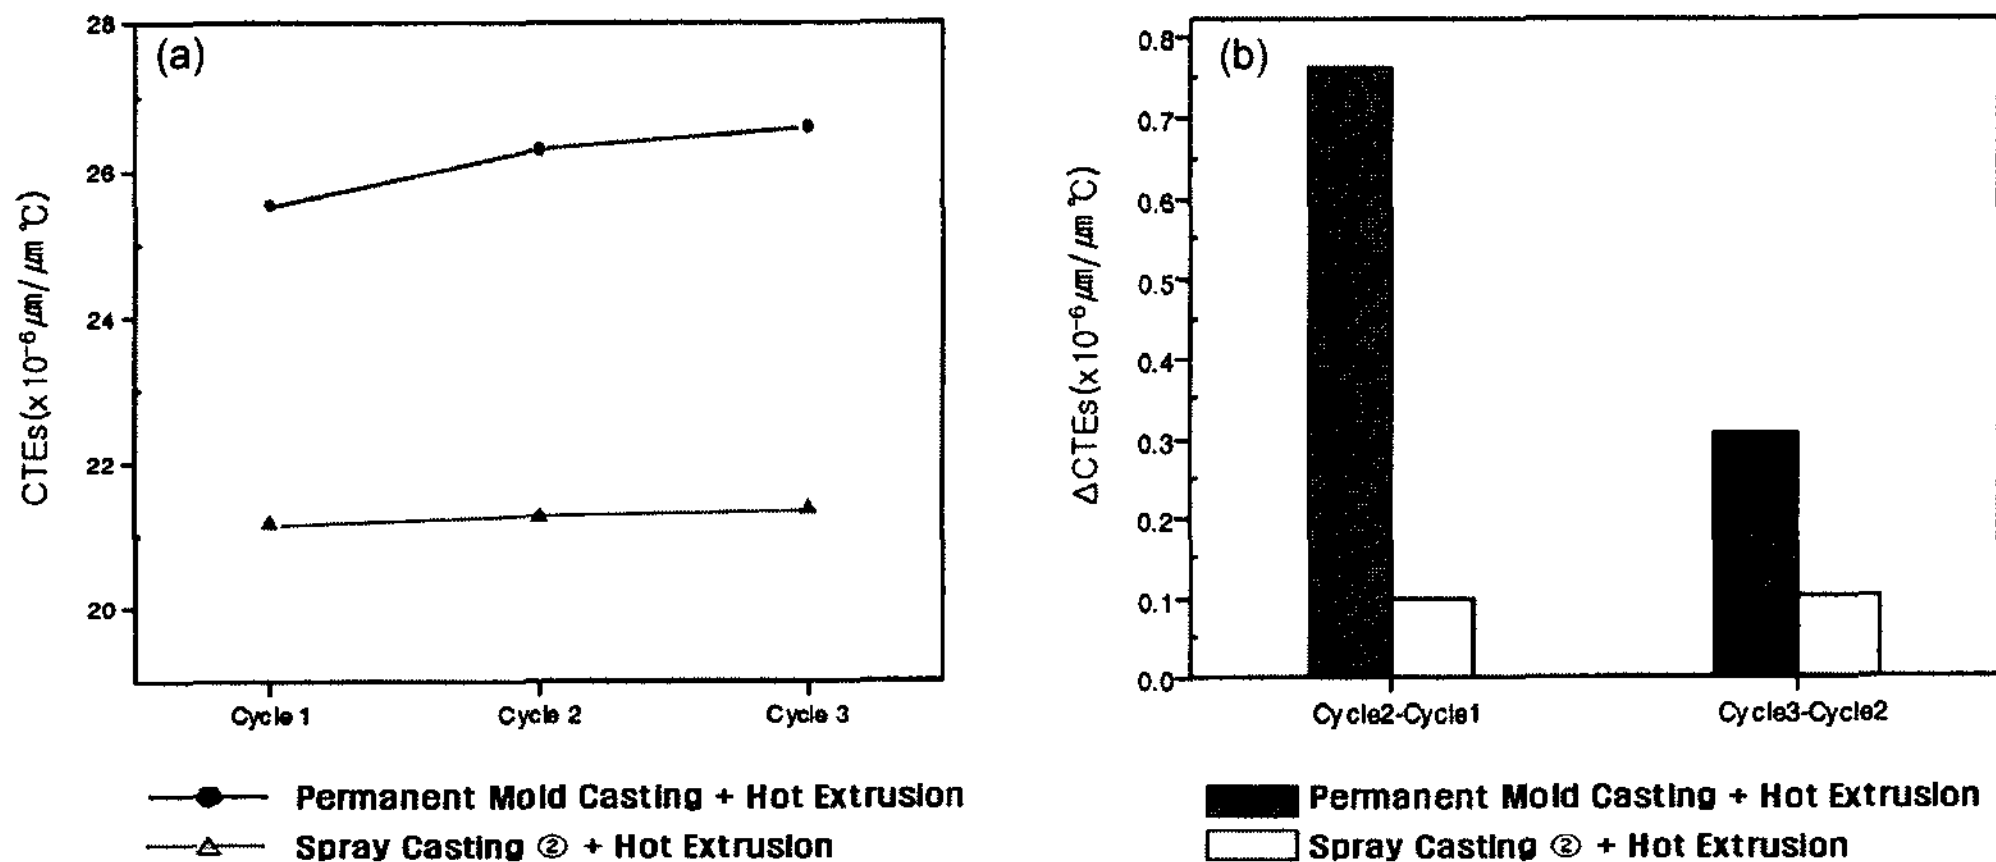 (a)
CTEs(x10⁻⁶㎛/㎛℃)
28
26
24
22
20
Cycle 1
Cycle 2
Cycle 3
Permanent Mold Casting + Hot Extrusion
Spray Casting ② + Hot Extrusion
(b)
ΔCTEs(x10⁻⁶㎛/㎛℃)
0.8
0.7
0.6
0.5
0.4
0.3
0.2
0.1
0.0
Cycle2-Cycle1
Cycle3-Cycle2
Permanent Mold Casting + Hot Extrusion
Spray Casting ② + Hot Extrusion